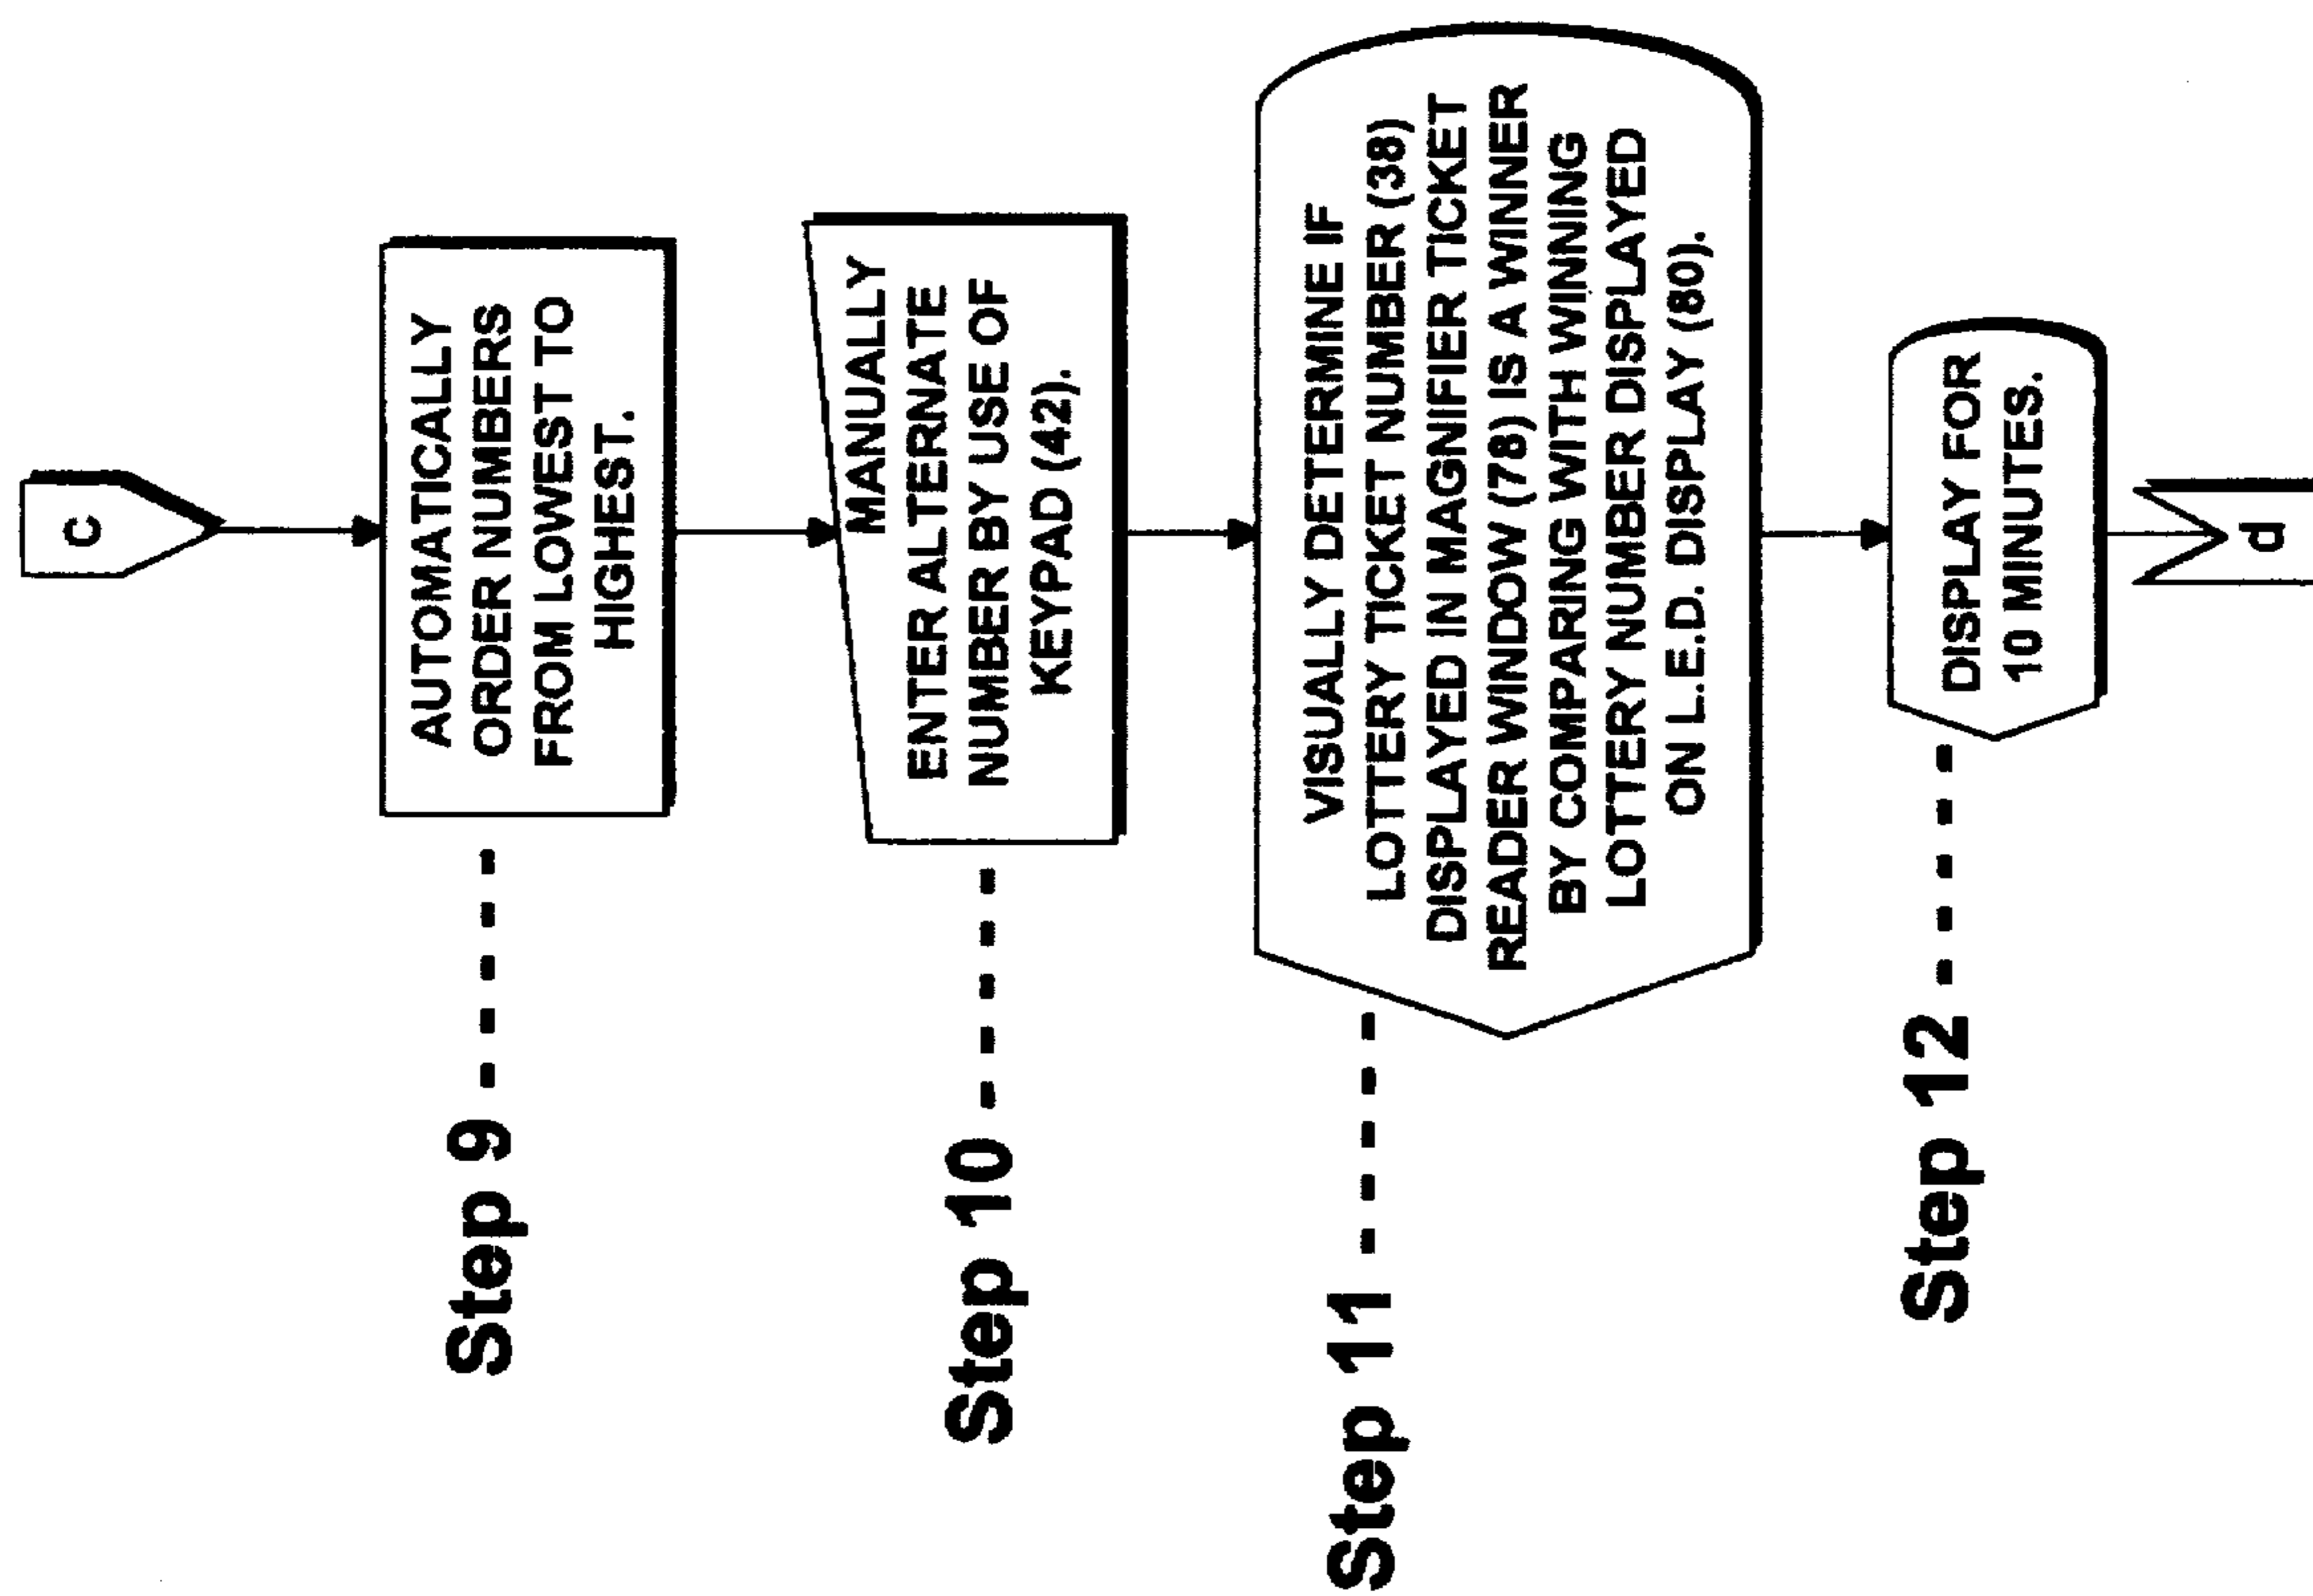 c
Step 9
AUTOMATICALLY
ORDER NUMBERS
FROM LOWEST TO
HIGHEST.
Step 10
MANUALLY
ENTER ALTERNATE
NUMBER BY USE OF
KEYPAD (42).
Step 11
VISUALLY DETERMINE IF
LOTTERY TICKET NUMBER (38)
DISPLAYED IN MAGNIFIER TICKET
READER WINDOW (78) IS A WINNER
BY COMPARING WITH WINNING
LOTTERY NUMBER DISPLAYED
ON L.E.D. DISPLAY (80).
Step 12
DISPLAY FOR
10 MINUTES.
d